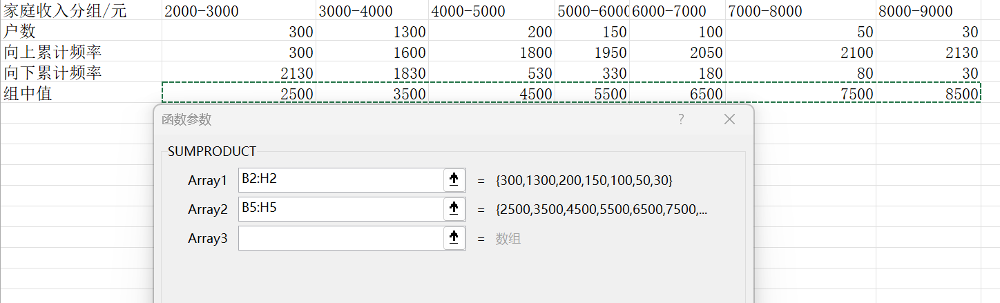 家庭收入分组/元 2000-3000 3000-4000 4000-5000 5000-6000 6000-7000 7000-8000 8000-9000
户数 300 1300 200 150 100 50 30
向上累计频率 300 1600 1800 1950 2050 2100 2130
向下累计频率 2130 1830 530 330 180 80 30
组中值 2500 3500 4500 5500 6500 7500 8500
函数参数 ?
SUMPRODUCT
Array1 B2:H2 = {300,1300,200,150,100,50,30}
Array2 B5:H5 = {2500,3500,4500,5500,6500,7500,...
Array3 = 数组